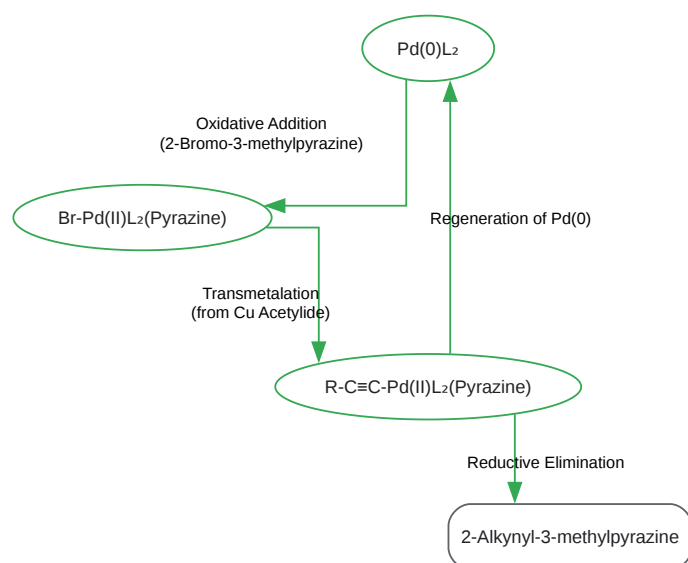 Pd(0)L₂
Oxidative Addition
(2-Bromo-3-methylpyrazine)
Br-Pd(II)L₂(Pyrazine)
Regeneration of Pd(0)
Transmetalation
(from Cu Acetylide)
R-C≡C-Pd(II)L₂(Pyrazine)
Reductive Elimination
2-Alkynyl-3-methylpyrazine